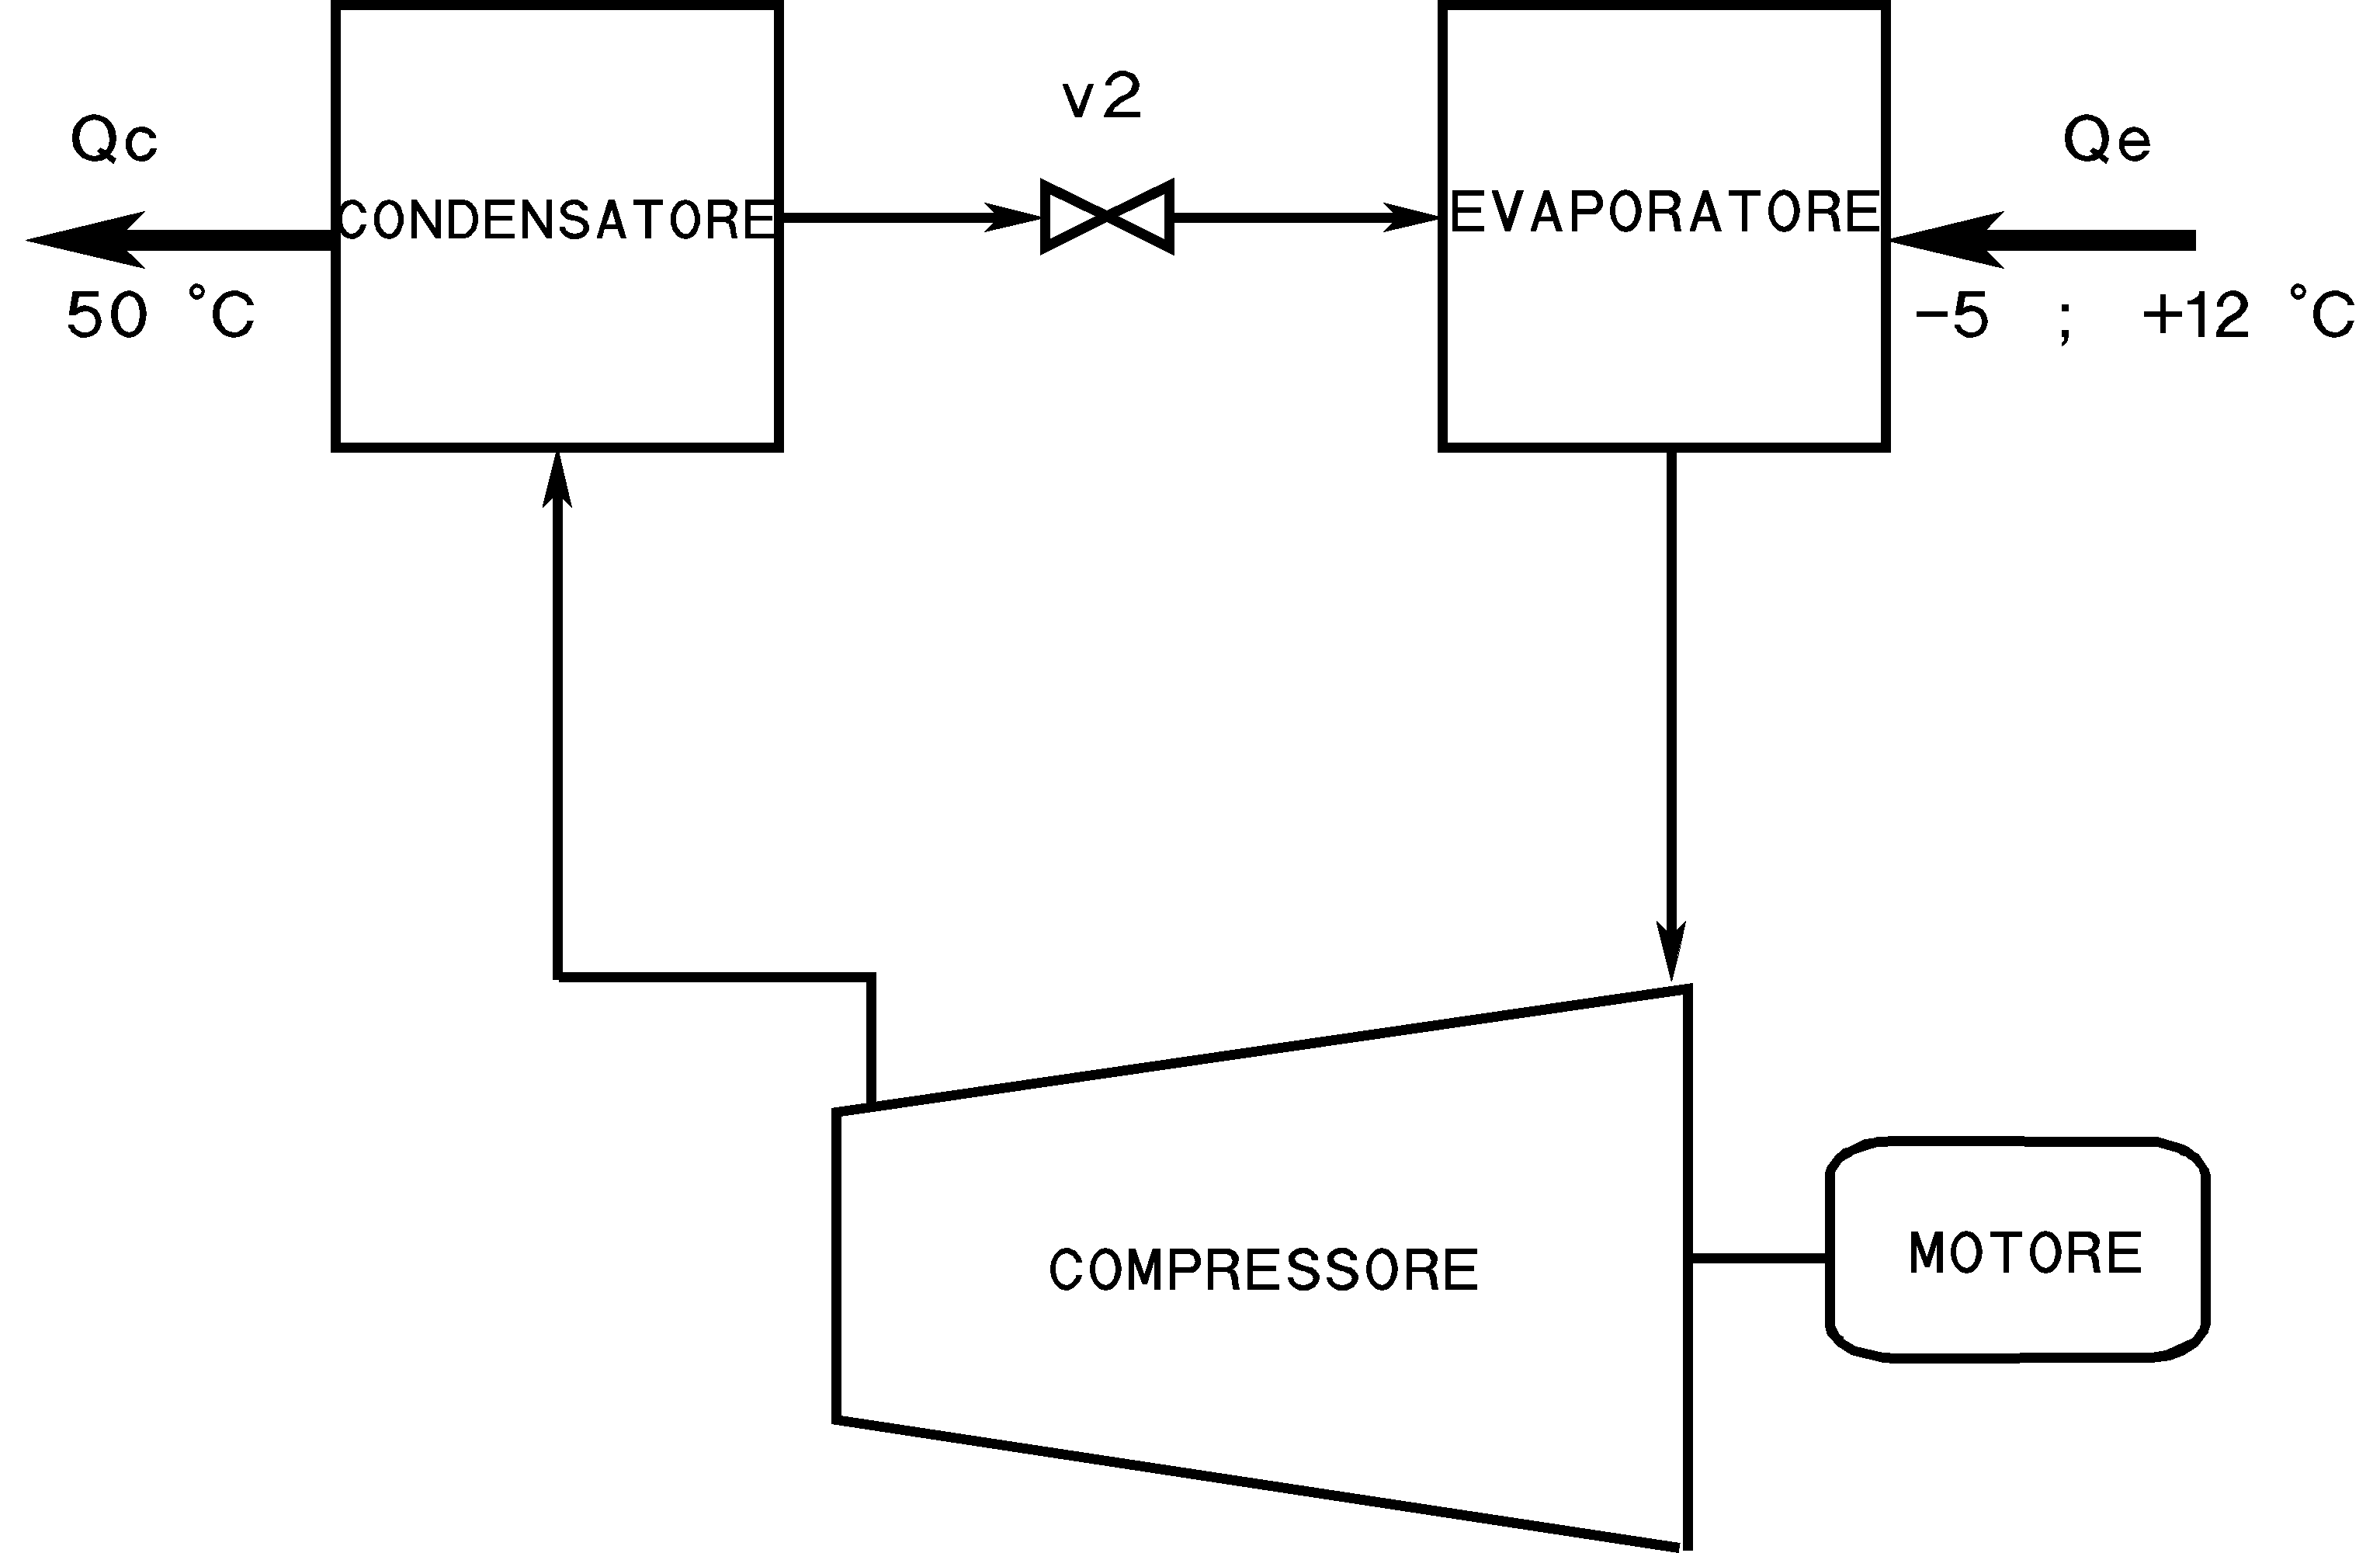 v2
Qc
Qe
CONDENSATORE
EVAPORATORE
50 °C
-5 ; +12 °C
COMPRESSORE
MOTORE